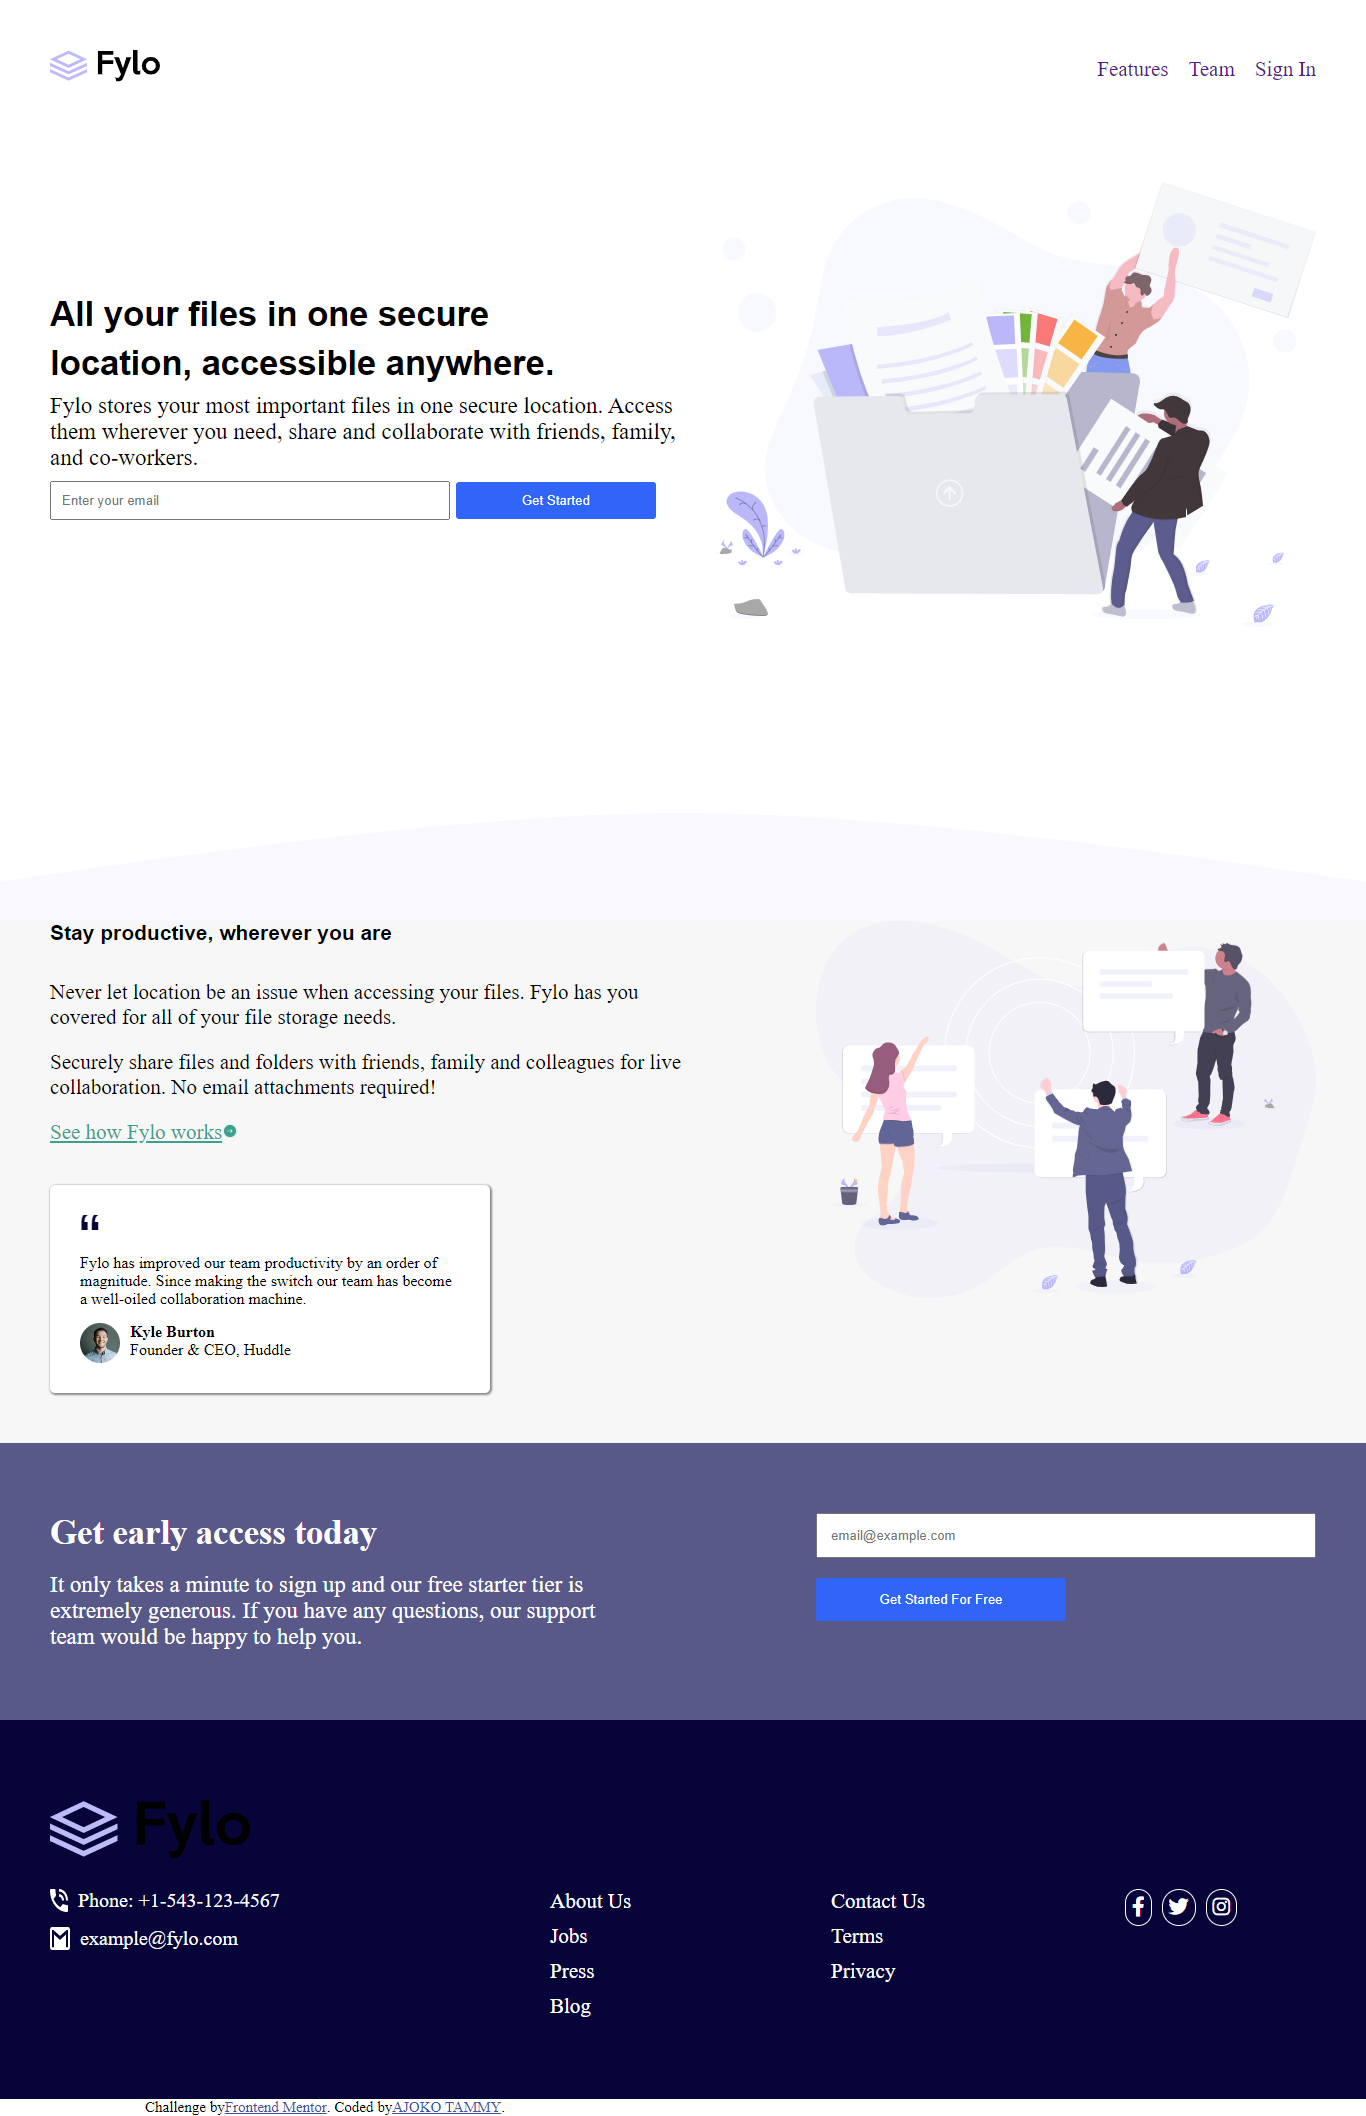 Fylo
Features Team Sign In
All your files in one secure
location, accessible anywhere.
Fylo stores your most important files in one secure location. Access
them wherever you need, share and collaborate with friends, family,
and co-workers.
Enter your email
Get Started
Stay productive, wherever you are
Never let location be an issue when accessing your files. Fylo has you
covered for all of your file storage needs.
Securely share files and folders with friends, family and colleagues for live
collaboration. No email attachments required!
See how Fylo works
“
Fylo has improved our team productivity by an order of
magnitude. Since making the switch our team has become
a well-oiled collaboration machine.
Kyle Burton
Founder & CEO, Huddle
Get early access today
It only takes a minute to sign up and our free starter tier is
extremely generous. If you have any questions, our support
team would be happy to help you.
email@example.com
Get Started For Free
Fylo
Phone: +1-543-123-4567
example@fylo.com
About Us
Jobs
Press
Blog
Contact Us
Terms
Privacy
Challenge byFrontend Mentor. Coded byAJOKO TAMMY.